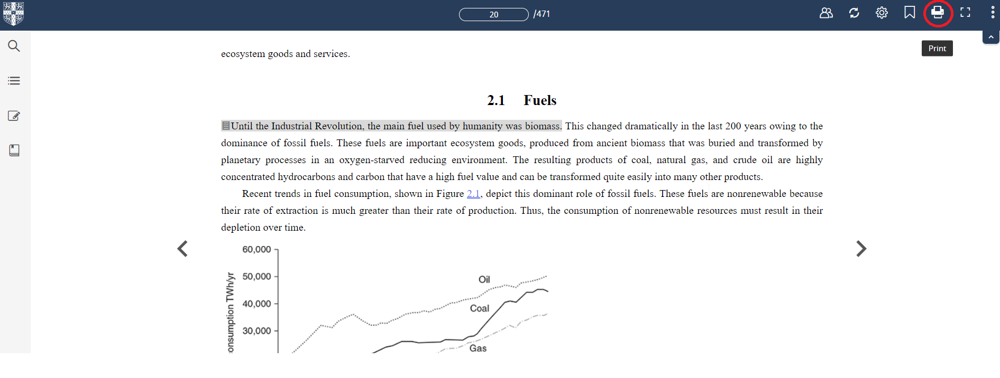 20 /471
Print
ecosystem goods and services.
2.1 Fuels
Until the Industrial Revolution, the main fuel used by humanity was biomass. This changed dramatically in the last 200 years owing to the
dominance of fossil fuels. These fuels are important ecosystem goods, produced from ancient biomass that was buried and transformed by
planetary processes in an oxygen-starved reducing environment. The resulting products of coal, natural gas, and crude oil are highly
concentrated hydrocarbons and carbon that have a high fuel value and can be transformed quite easily into many other products.
Recent trends in fuel consumption, shown in Figure 2.1, depict this dominant role of fossil fuels. These fuels are nonrenewable because
their rate of extraction is much greater than their rate of production. Thus, the consumption of nonrenewable resources must result in their
depletion over time.
60,000
50,000
40,000
30,000
onsumption TWh/yr
Oil
Coal
Gas